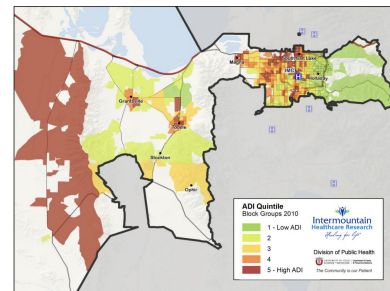 South Salt Lake
Magna
IMC
Holladay
Grantsville
Tooele
Stockton
Ophir
ADI Quintile
Block Groups 2010
1 - Low ADI
2
3
4
5 - High ADI
Intermountain
Healthcare Research
Healing for life
Division of Public Health
The Community is our Patient